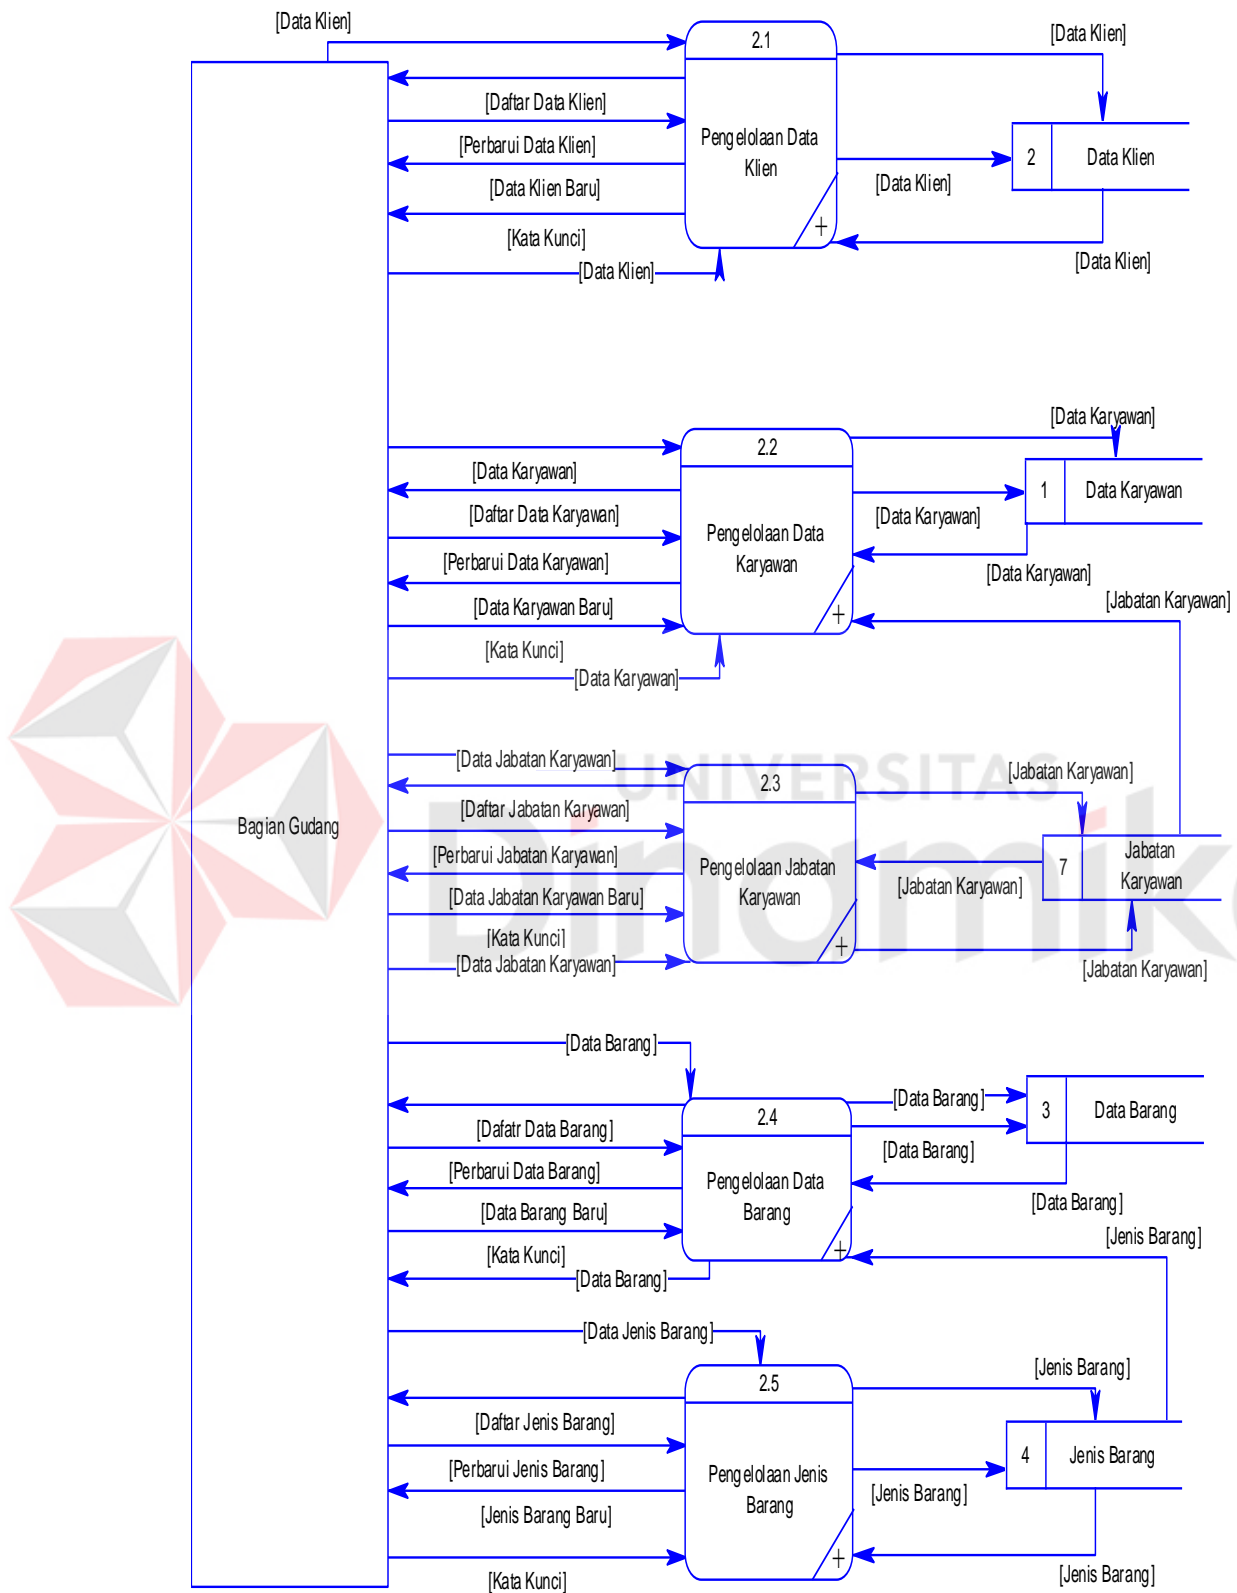 [Data Klien]
2.1
[Data Klien]
[Daftar Data Klien]
[Perbarui Data Klien]
Pengelolaan Data
Klien
2
Data Klien
[Data Klien Baru]
[Data Klien]
[Kata Kunci]
[Data Klien]
[Data Klien]
[Data Karyawan]
2.2
[Data Karyawan]
1
Data Karyawan
[Daftar Data Karyawan]
[Data Karyawan]
Pengelolaan Data
Karyawan
[Perbarui Data Karyawan]
[Data Karyawan]
[Data Karyawan Baru]
[Jabatan Karyawan]
[Kata Kunci]
[Data Karyawan]
UNIVERSITAS
Dinamika
[Data Jabatan Karyawan]
2.3
[Jabatan Karyawan]
[Daftar Jabatan Karyawan]
Bagian Gudang
[Perbarui Jabatan Karyawan]
Pengelolaan Jabatan
Karyawan
7
Jabatan
Karyawan
[Jabatan Karyawan]
[Data Jabatan Karyawan Baru]
[Kata Kunci]
[Data Jabatan Karyawan]
[Jabatan Karyawan]
[Data Barang]
[Data Barang]
3
Data Barang
2.4
[Dafatr Data Barang]
[Data Barang]
[Perbarui Data Barang]
Pengelolaan Data
Barang
[Data Barang]
[Data Barang Baru]
[Jenis Barang]
[Kata Kunci]
[Data Barang]
[Data Jenis Barang]
2.5
[Jenis Barang]
[Daftar Jenis Barang]
4
Jenis Barang
[Perbarui Jenis Barang]
Pengelolaan Jenis
Barang
[Jenis Barang]
[Jenis Barang Baru]
[Kata Kunci]
[Jenis Barang]